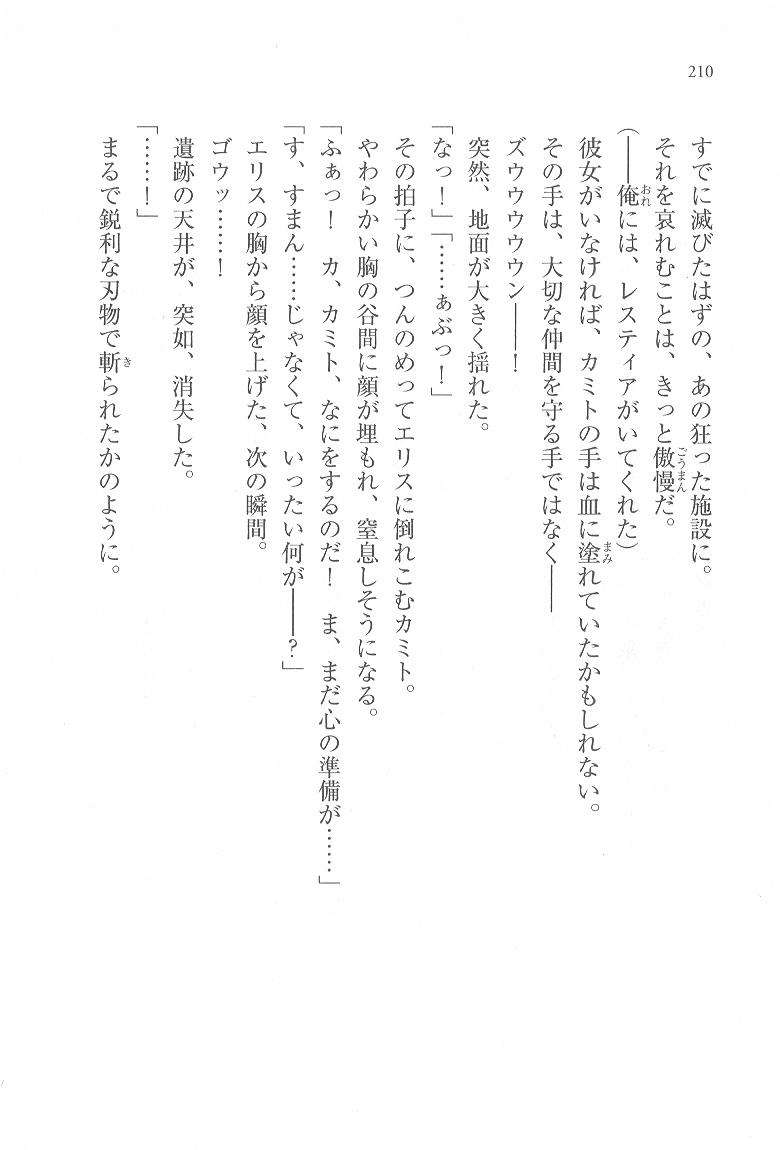 210
すでに滅びたはずの、あの狂った施設に。
それを哀れむことは、きっと傲慢だ。
(――俺には、レスティアがいてくれた)
彼女がいなければ、カミトの手は血に塗れていたかもしれない。
その手は、大切な仲間を守る手ではなく――
ズウウウウウン――！
突然、地面が大きく揺れた。
「なっ！」「……ぁぶっ！」
その拍子に、つんのめってエリスに倒れこむカミト。
やわらかい胸の谷間に顔が埋もれ、窒息しそうになる。
「ふぁっ！　カ、カミト、なにをするのだ！　ま、まだ心の準備が……」
「す、すまん……じゃなくて、いったい何が――？」
エリスの胸から顔を上げた、次の瞬間。
ゴウッ……！
遺跡の天井が、突如、消失した。
「……！」
まるで鋭利な刃物で斬られたかのように。